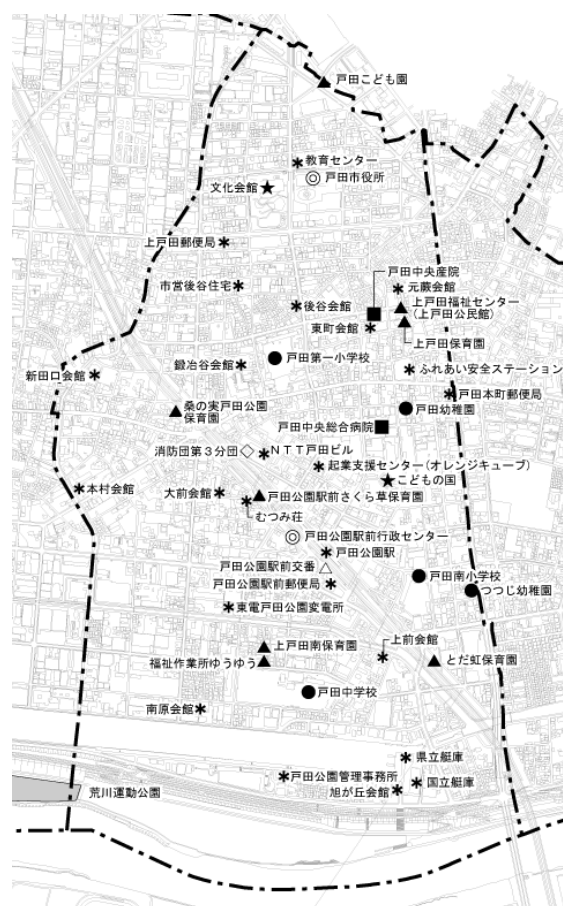 戸田こども園
教育センター
戸田市役所
文化会館
上戸田郵便局
戸田中央産院
市営後谷住宅
元蕨会館
後谷会館
上戸田福祉センター
(上戸田公民館)
東町会館
上戸田保育園
戸田第一小学校
鍛冶谷会館
ふれあい安全ステーション
新田口会館
戸田本町郵便局
桑の実戸田公園
保育園
戸田幼稚園
戸田中央総合病院
消防団第3分団
NTT戸田ビル
起業支援センター(オレンジキューブ)
こどもの国
本村会館
大前会館
戸田公園駅前さくら草保育園
むつみ荘
戸田公園駅前行政センター
戸田公園駅
戸田公園駅前交番
戸田公園駅前郵便局
戸田南小学校
つつじ幼稚園
東電戸田公園変電所
上戸田南保育園
上前会館
福祉作業所ゆうゆう
とだ虹保育園
戸田中学校
南原会館
県立艇庫
戸田公園管理事務所
国立艇庫
旭が丘会館
荒川運動公園